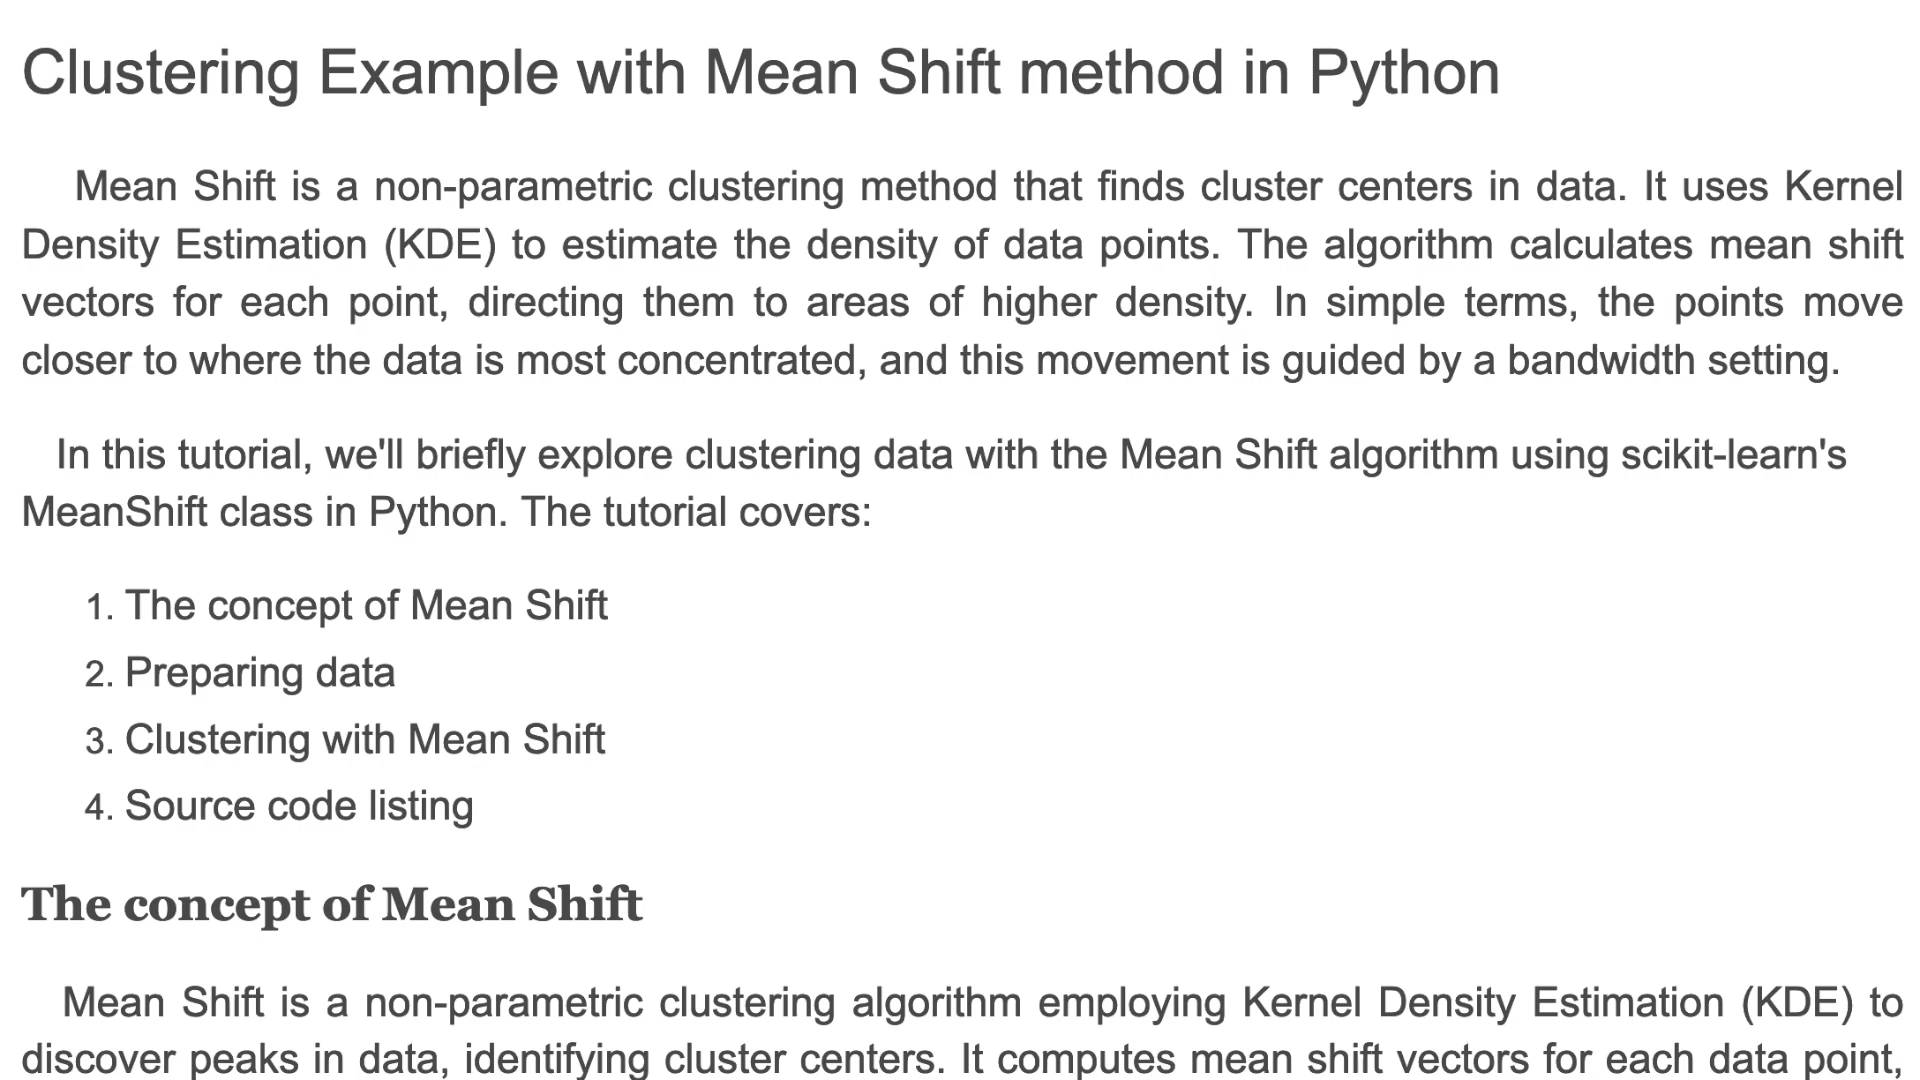 Clustering Example with Mean Shift method in Python
Mean Shift is a non-parametric clustering method that finds cluster centers in data. It uses Kernel
Density Estimation (KDE) to estimate the density of data points. The algorithm calculates mean shift
vectors for each point, directing them to areas of higher density. In simple terms, the points move
closer to where the data is most concentrated, and this movement is guided by a bandwidth setting.
In this tutorial, we'll briefly explore clustering data with the Mean Shift algorithm using scikit-learn's
MeanShift class in Python. The tutorial covers:
1. The concept of Mean Shift
2. Preparing data
3. Clustering with Mean Shift
4. Source code listing
The concept of Mean Shift
Mean Shift is a non-parametric clustering algorithm employing Kernel Density Estimation (KDE) to
discover peaks in data, identifying cluster centers. It computes mean shift vectors for each data point,